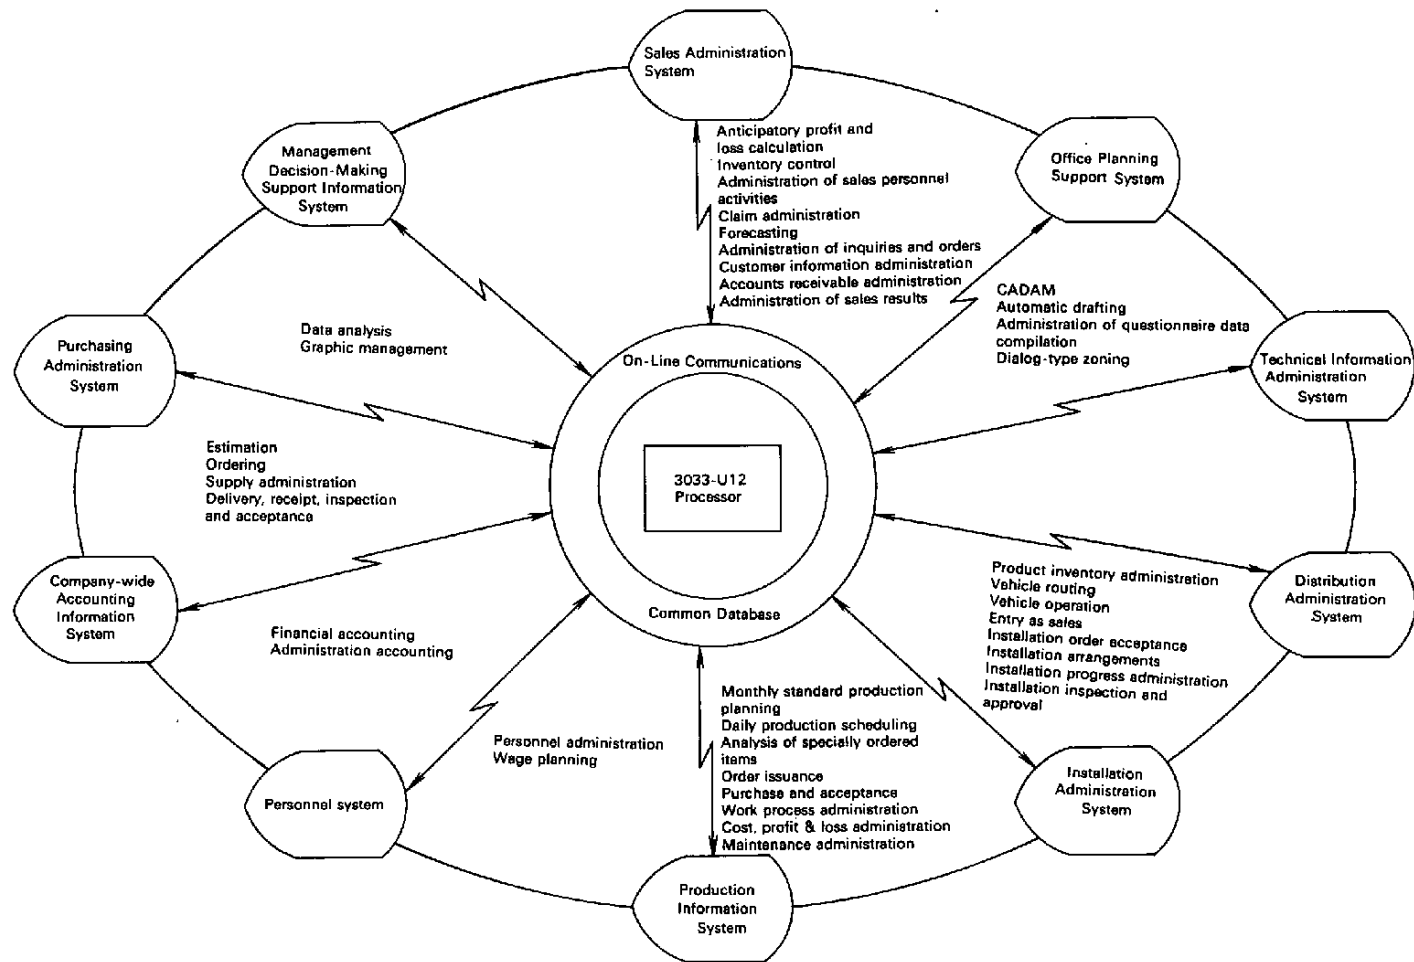 Sales Administration
System
Management
Decision-Making
Support Information
System
Anticipatory profit and
loss calculation
Inventory control
Administration of sales personnel
activities
Claim administration
Forecasting
Administration of inquiries and orders
Customer information administration
Accounts receivable administration
Administration of sales results
Office Planning
Support System
CADAM
Automatic drafting
Administration of questionnaire data
compilation
Dialog-type zoning
Purchasing
Administration
System
Data analysis
Graphic management
On-Line Communications
Technical Information
Administration
System
Estimation
Ordering
Supply administration
Delivery, receipt, inspection
and acceptance
3033-U12
Processor
Common Database
Company-wide
Accounting
Information
System
Financial accounting
Administration accounting
Product inventory administration
Vehicle routing
Vehicle operation
Entry as sales
Installation order acceptance
Installation arrangements
Installation progress administration
Installation inspection and
approval
Distribution
Administration
System
Personnel administration
Wage planning
Monthly standard production
planning
Daily production scheduling
Analysis of specially ordered
items
Order issuance
Purchase and acceptance
Work process administration
Cost, profit & loss administration
Maintenance administration
Personnel system
Installation
Administration
System
Production
Information
System